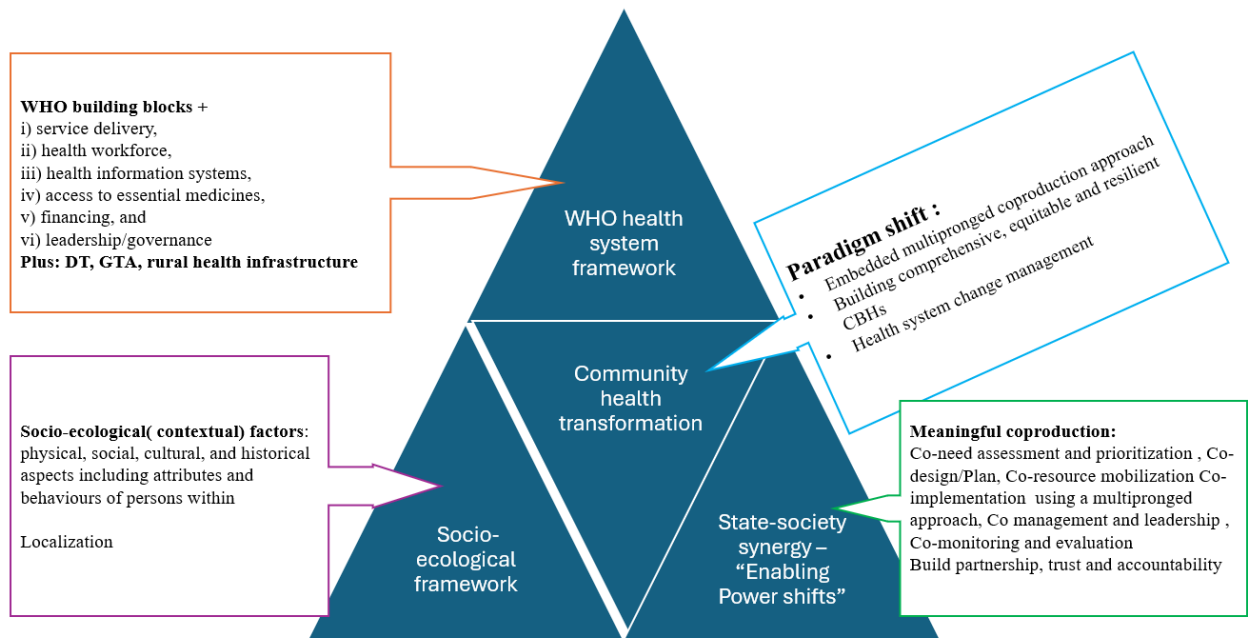 WHO building blocks +
i) service delivery,
ii) health workforce,
iii) health information systems,
iv) access to essential medicines,
v) financing, and
vi) leadership/governance
Plus: DT, GTA, rural health infrastructure
WHO health
system
framework
Paradigm shift :
• Embedded multipronged coproduction approach
• Building comprehensive, equitable and resilient
CBHs
• Health system change management
Community
health
transformation
Socio-ecological( contextual) factors:
physical, social, cultural, and historical
aspects including attributes and
behaviours of persons within
Localization
Socio-
ecological
framework
State-society
synergy –
“Enabling
Power shifts”
Meaningful coproduction:
Co-need assessment and prioritization , Co-
design/Plan, Co-resource mobilization Co-
implementation using a multipronged
approach, Co management and leadership ,
Co-monitoring and evaluation
Build partnership, trust and accountability